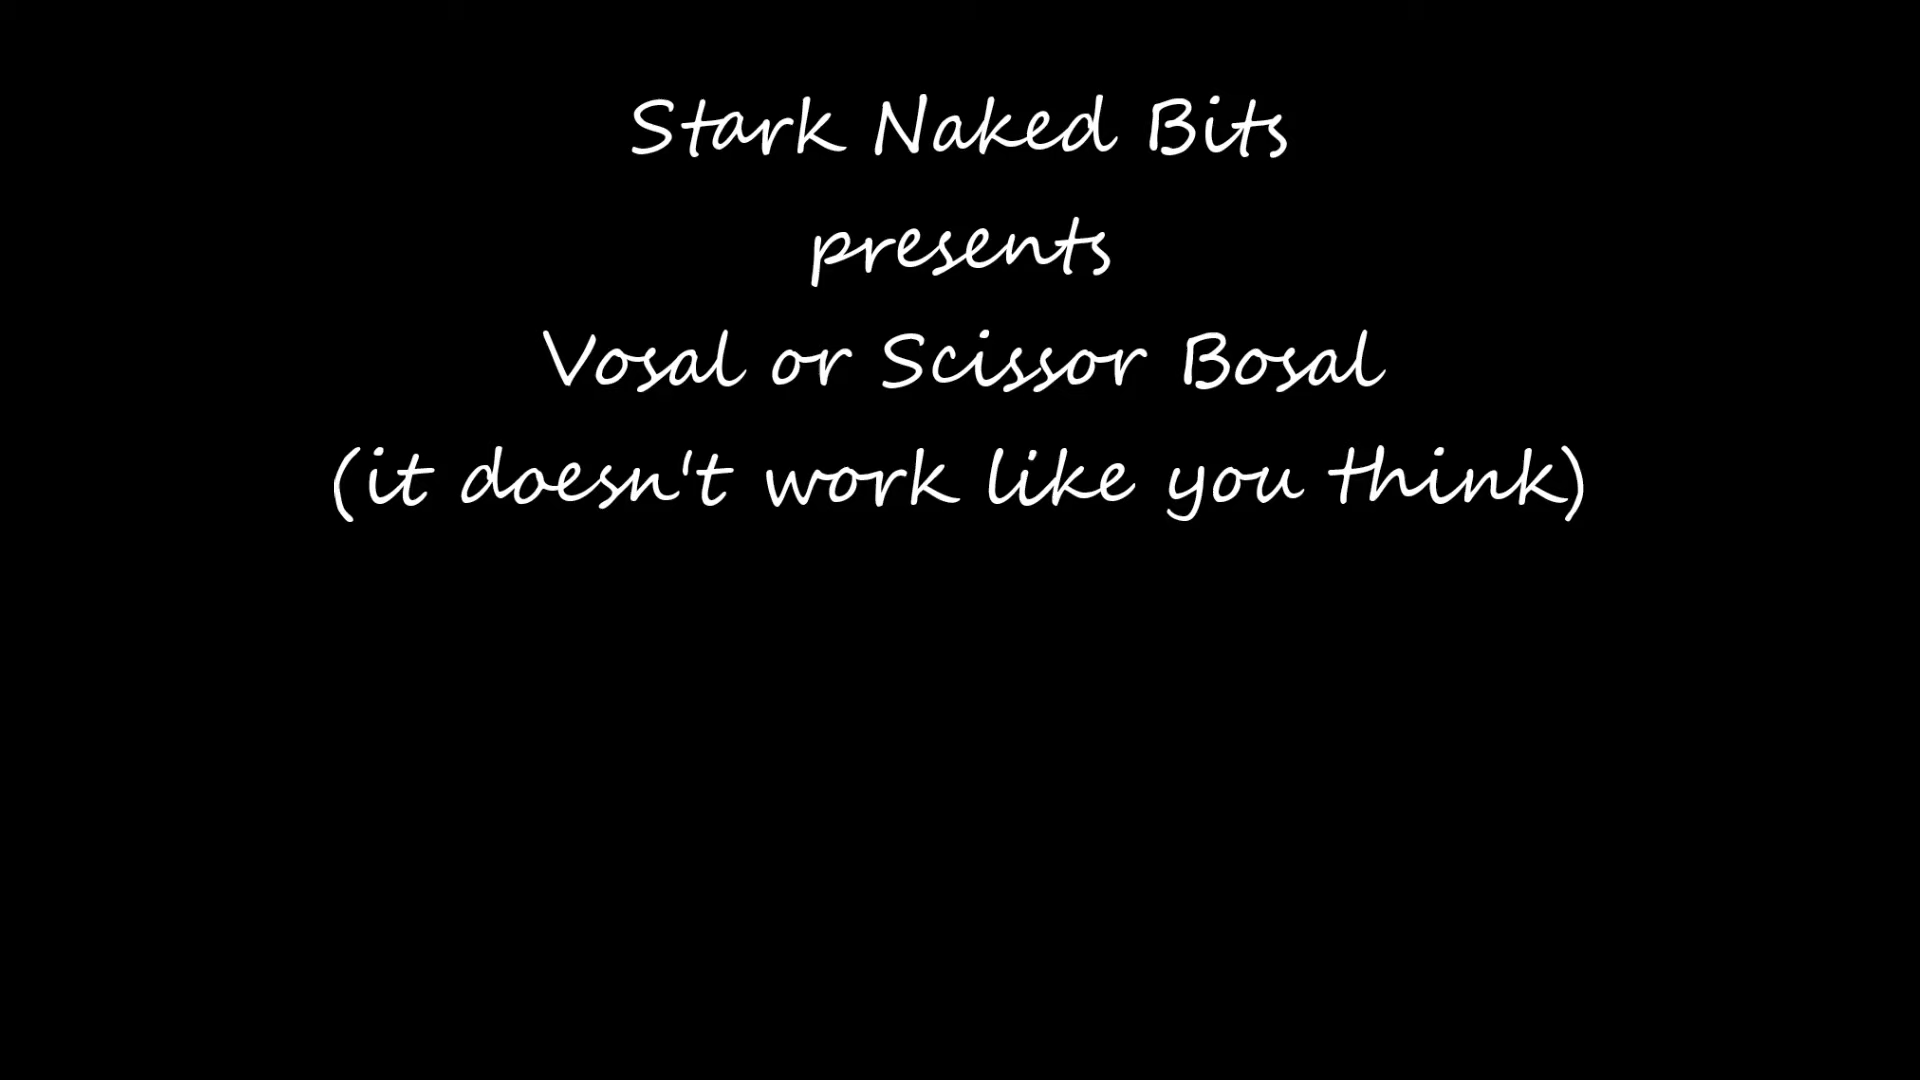 Stark Naked Bits
presents
Vosal or Scissor Bosal
(it doesn't work like you think)